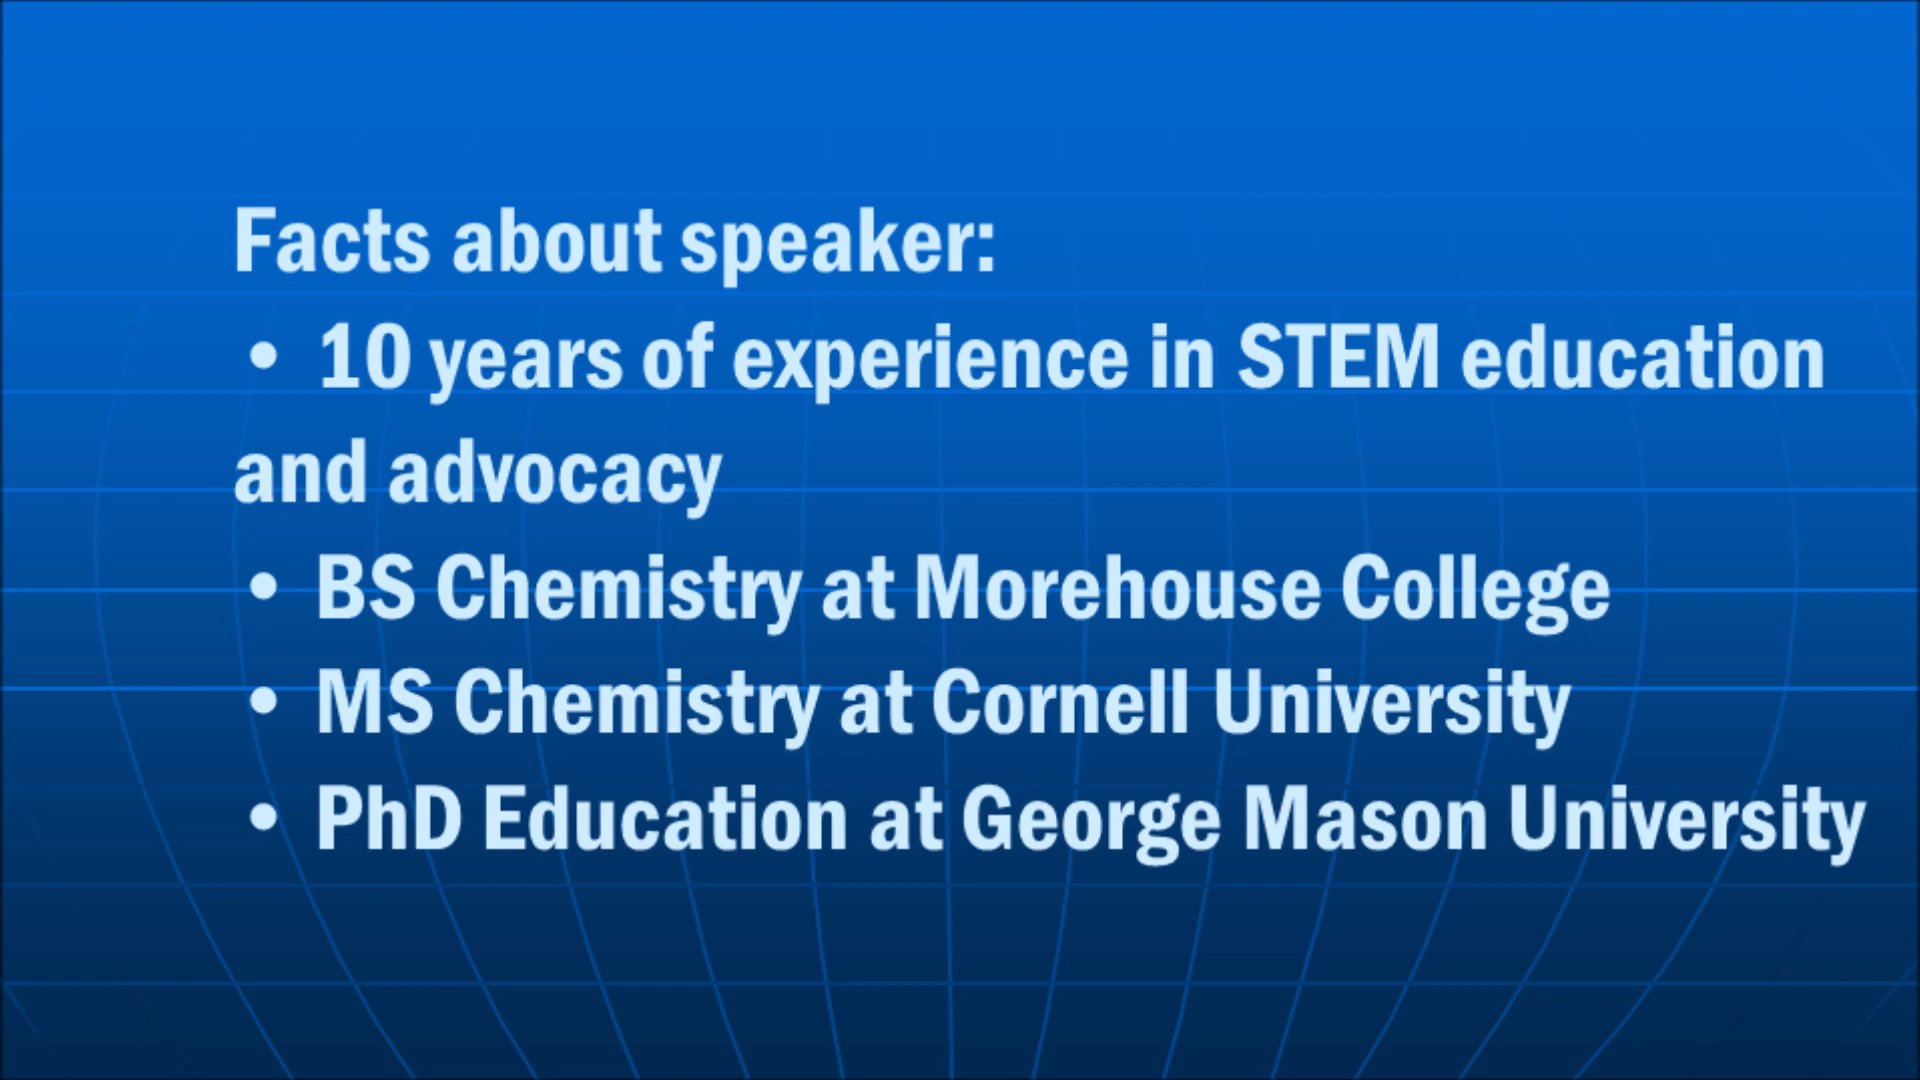 Facts about speaker:
• 10 years of experience in STEM education
and advocacy
• BS Chemistry at Morehouse College
• MS Chemistry at Cornell University
• PhD Education at George Mason University